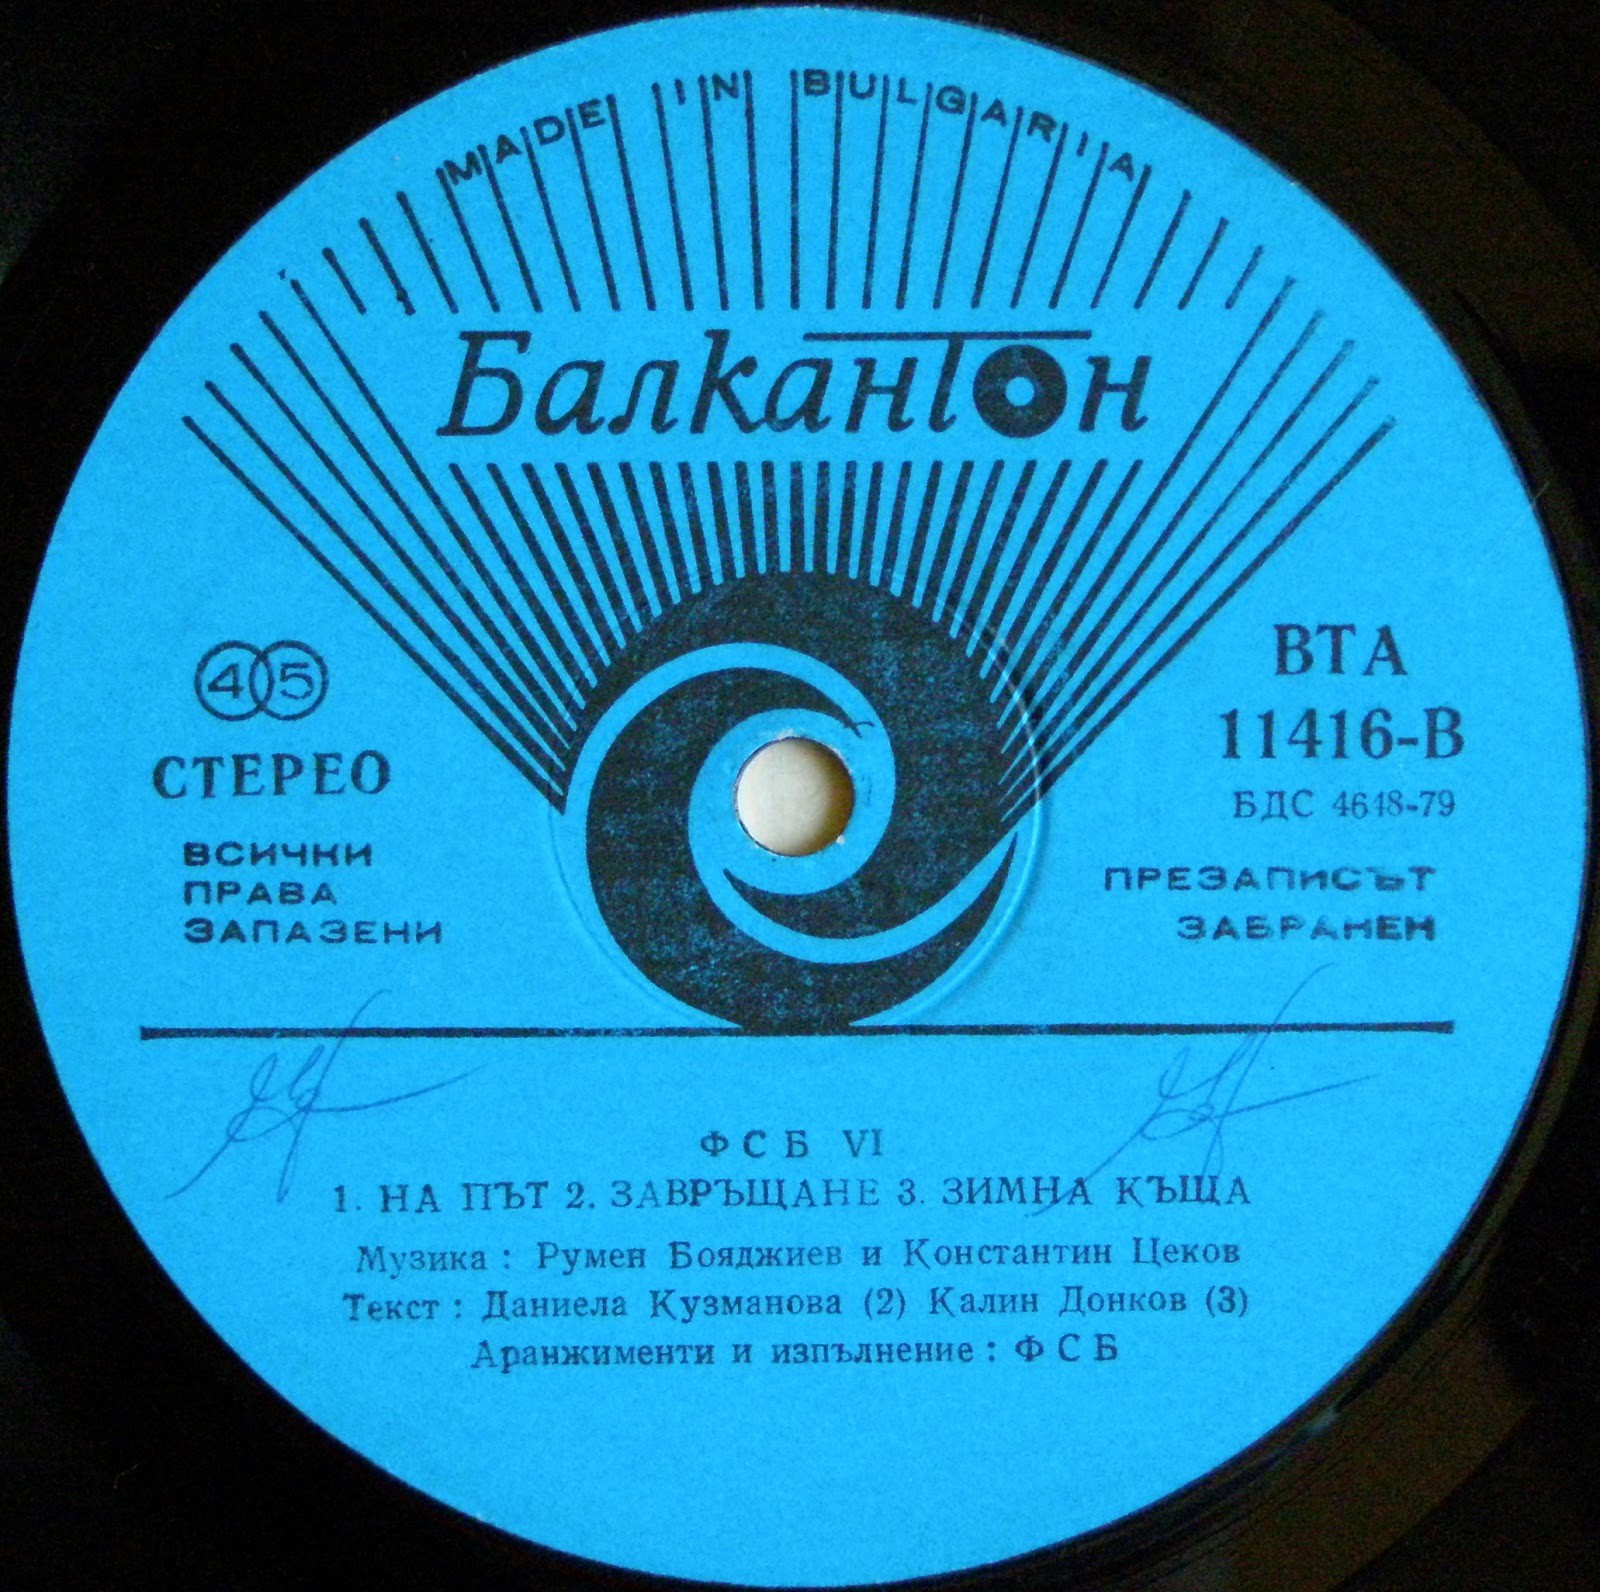 MADE IN BULGARIA
Балкантон
45
СТЕРЕО
ВСИЧКИ
ПРАВА
ЗАПАЗЕНИ
ВТА
11416-В
БДС 4648-79
ПРЕЗАПИСЪТ
ЗАБРАНЕН
ФСБ VI
1. НА ПЪТ 2. ЗАВРЪЩАНЕ 3. ЗИМНА КЪЩА
Музика : Румен Бояджиев и Константин Цеков
Текст : Даниела Кузманова (2) Калин Донков (3)
Аранжименти и изпълнение : ФСБ